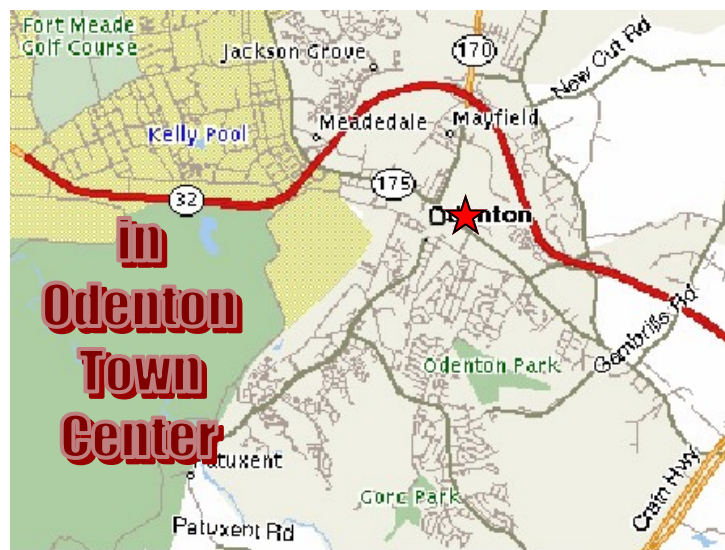 Fort Meade
Golf Course
Jackson Grove
170
New Cut Rd
Kelly Pool
Meadedale
Mayfield
175
32
Odenton
in
Odenton
Town
Center
Gambrills Rd
Odenton Park
Patuxent
Gorc Park
Crain Hwy
Patuxent Rd